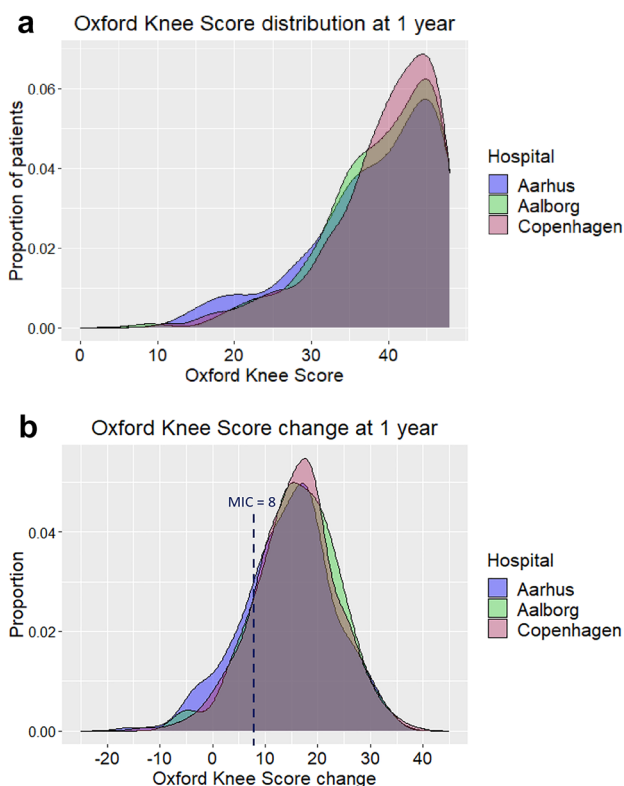 a
Oxford Knee Score distribution at 1 year
Proportion of patients
0.06
0.04
0.02
0.00
0 10 20 30 40
Oxford Knee Score
Hospital
Aarhus
Aalborg
Copenhagen
b
Oxford Knee Score change at 1 year
MIC = 8
Proportion
0.04
0.02
0.00
-20 -10 0 10 20 30 40
Oxford Knee Score change
Hospital
Aarhus
Aalborg
Copenhagen